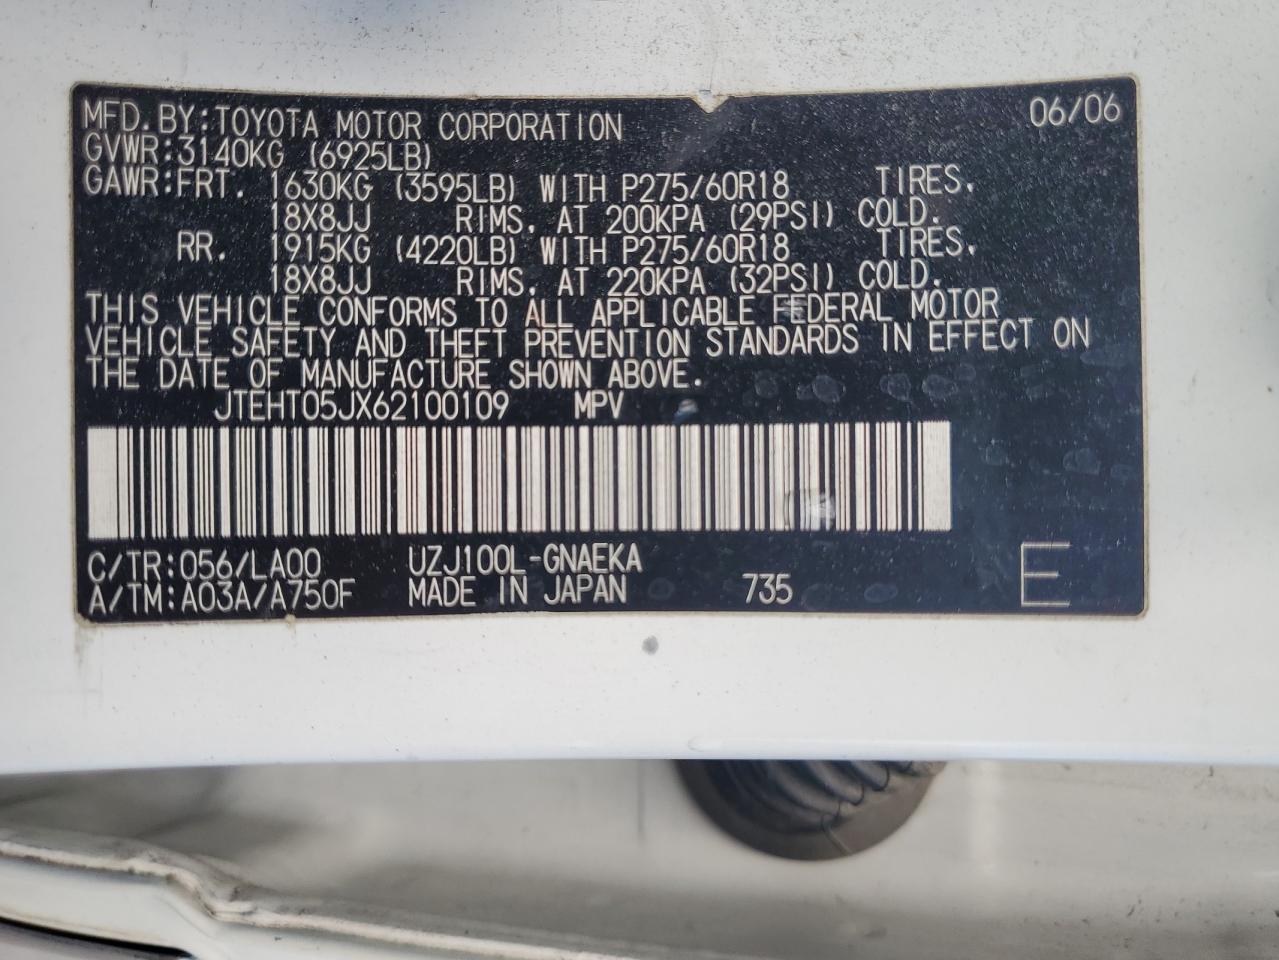 MFD.BY:TOYOTA MOTOR CORPORATION 06/06
GVWR:3140KG (6925LB)
GAWR:FRT. 1630KG (3595LB) WITH P275/60R18 TIRES.
18X8JJ RIMS. AT 200KPA (29PSI) COLD.
RR. 1915KG (4220LB) WITH P275/60R18 TIRES.
18X8JJ RIMS. AT 220KPA (32PSI) COLD.
THIS VEHICLE CONFORMS TO ALL APPLICABLE FEDERAL MOTOR
VEHICLE SAFETY AND THEFT PREVENTION STANDARDS IN EFFECT ON
THE DATE OF MANUFACTURE SHOWN ABOVE.
JTEHT05JX62100109 MPV
C/TR:056/LA00 UZJ100L-GNAEKA
A/TM:A03A/A750F MADE IN JAPAN 735 E